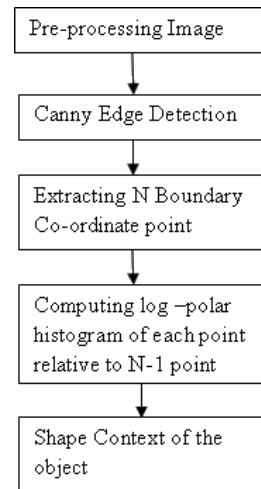 Pre-processing Image
Canny Edge Detection
Extracting N Boundary
Co-ordinate point
Computing log –polar
histogram of each point
relative to N-1 point
Shape Context of the
object